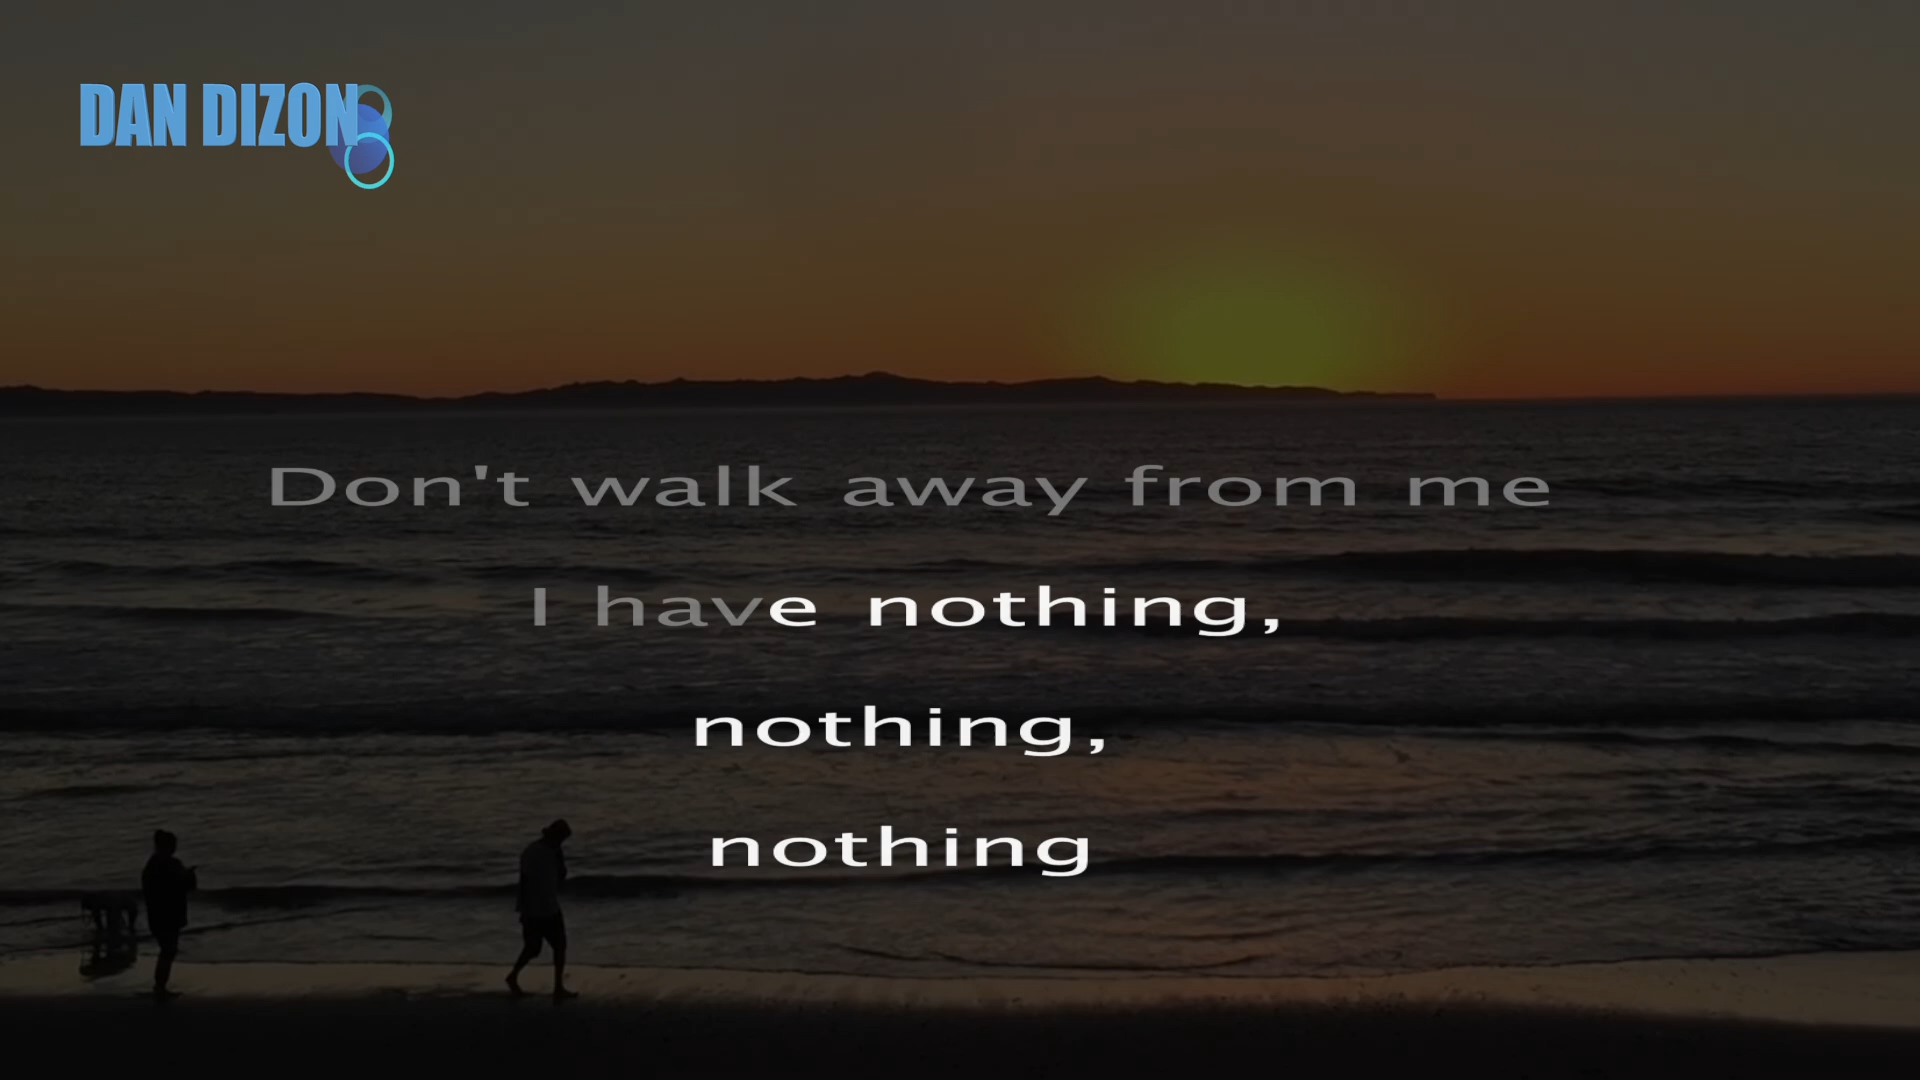 DAN DIZON
Don't walk away from me
I have nothing,
nothing,
nothing